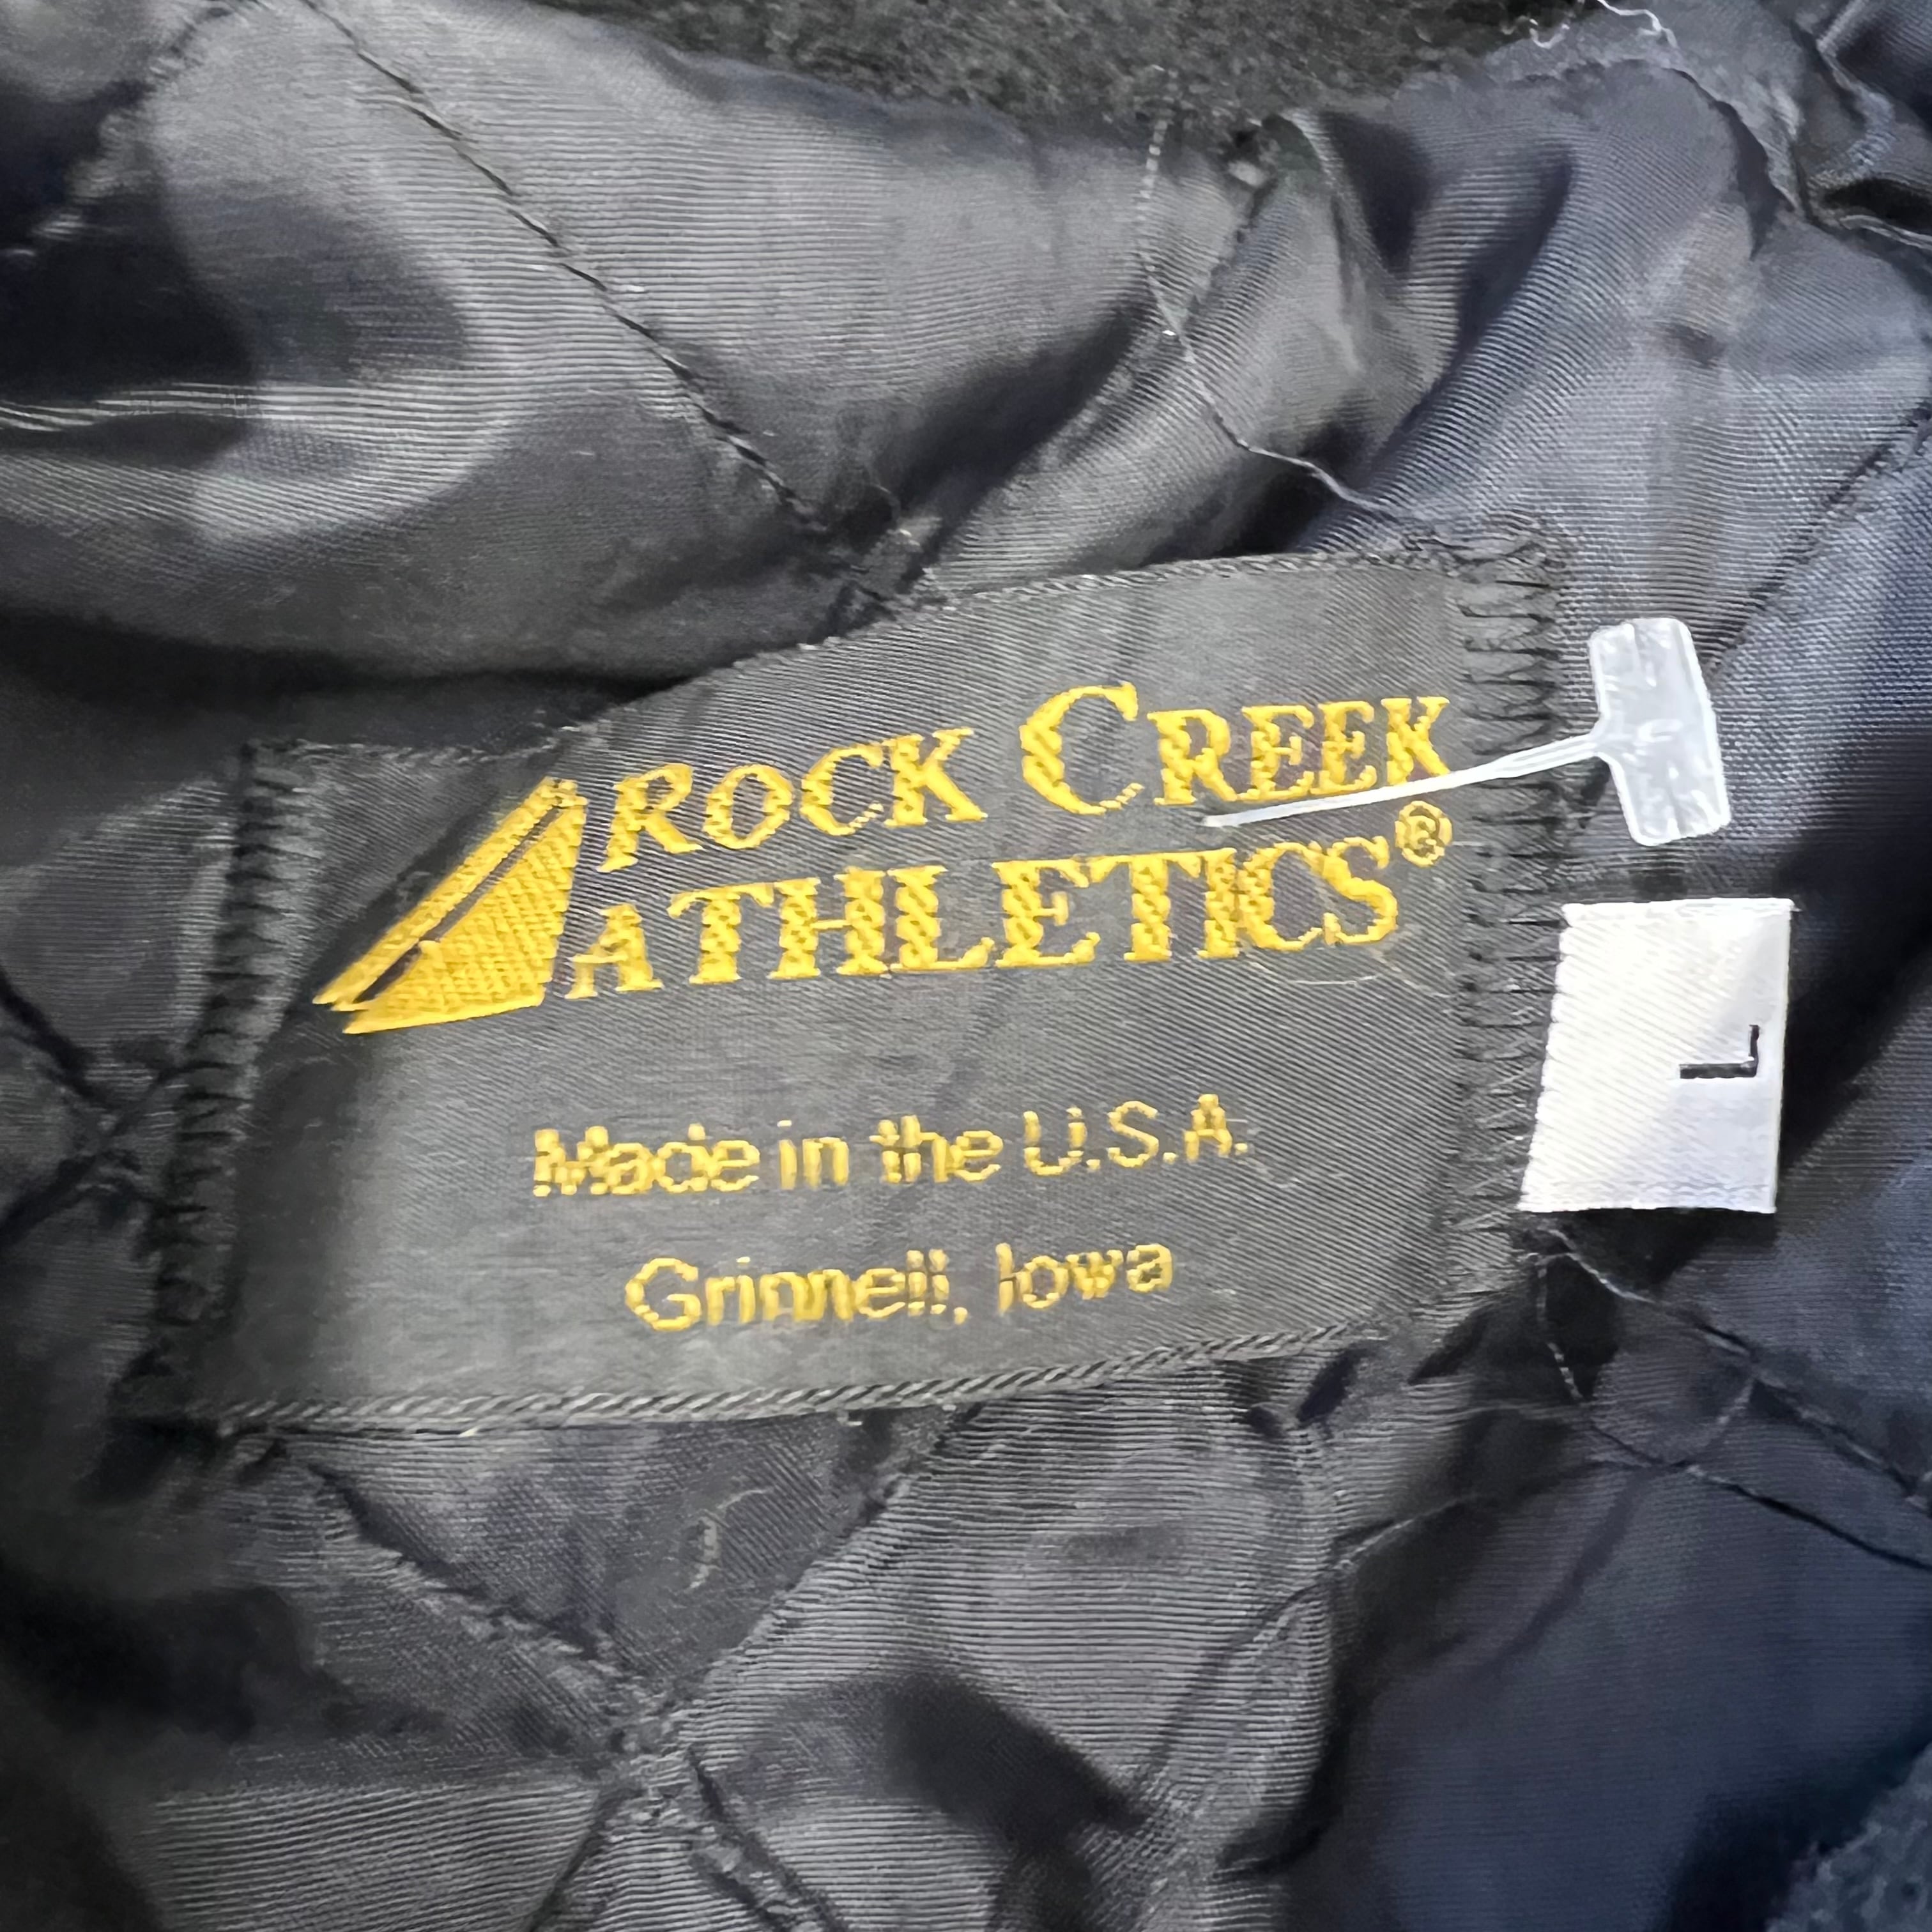 ROCK CREEK
ATHLETICS®
Made in the U.S.A.
Grinnell, Iowa
L